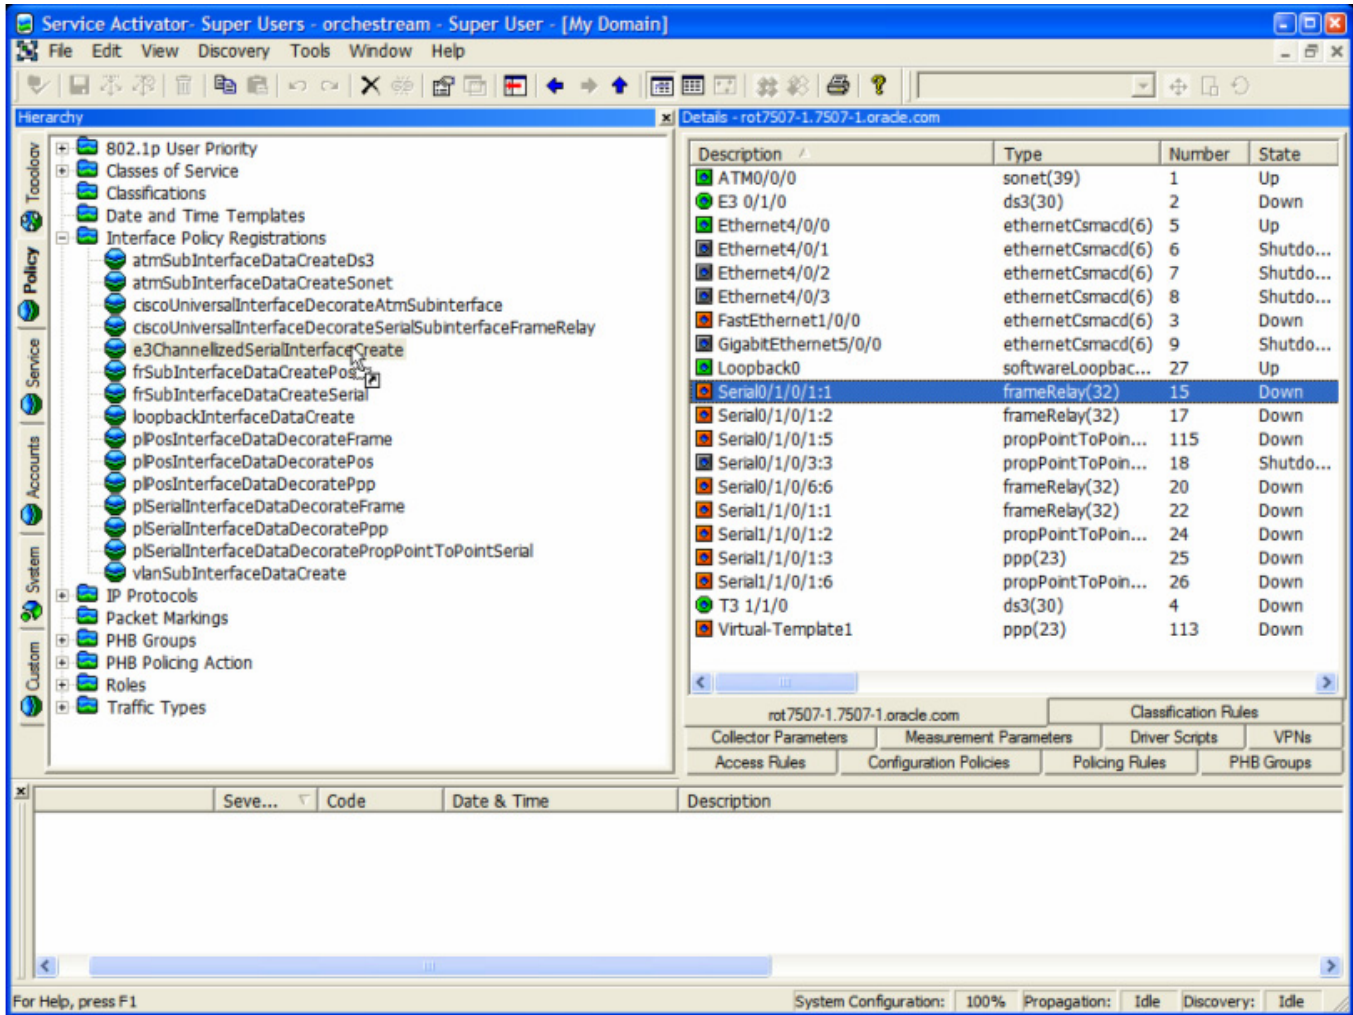 Service Activator- Super Users - orchestream - Super User - [My Domain]
File Edit View Discovery Tools Window Help
Hierarchy
Details - rot7507-1.7507-1.oracle.com
Topology
Policy
Service
Accounts
System
Custom
802.1p User Priority
Classes of Service
Classifications
Date and Time Templates
Interface Policy Registrations
atmSubInterfaceDataCreateDs3
atmSubInterfaceDataCreateSonet
ciscoUniversalInterfaceDecorateAtmSubinterface
ciscoUniversalInterfaceDecorateSerialSubinterfaceFrameRelay
e3ChannelizedSerialInterfaceCreate
frSubInterfaceDataCreatePos
frSubInterfaceDataCreateSerial
loopbackInterfaceDataCreate
plPosInterfaceDataDecorateFrame
plPosInterfaceDataDecoratePos
plPosInterfaceDataDecoratePpp
plSerialInterfaceDataDecorateFrame
plSerialInterfaceDataDecoratePpp
plSerialInterfaceDataDecoratePropPointToPointSerial
vlanSubInterfaceDataCreate
IP Protocols
Packet Markings
PHB Groups
PHB Policing Action
Roles
Traffic Types
Description Type Number State
ATM0/0/0 sonet(39) 1 Up
E3 0/1/0 ds3(30) 2 Down
Ethernet4/0/0 ethernetCsmacd(6) 5 Up
Ethernet4/0/1 ethernetCsmacd(6) 6 Shutdo...
Ethernet4/0/2 ethernetCsmacd(6) 7 Shutdo...
Ethernet4/0/3 ethernetCsmacd(6) 8 Shutdo...
FastEthernet1/0/0 ethernetCsmacd(6) 3 Down
GigabitEthernet5/0/0 ethernetCsmacd(6) 9 Shutdo...
Loopback0 softwareLoopbac... 27 Up
Serial0/1/0/1:1 frameRelay(32) 15 Down
Serial0/1/0/1:2 frameRelay(32) 17 Down
Serial0/1/0/1:5 propPointToPoin... 115 Down
Serial0/1/0/3:3 propPointToPoin... 18 Shutdo...
Serial0/1/0/6:6 frameRelay(32) 20 Down
Serial1/1/0/1:1 frameRelay(32) 22 Down
Serial1/1/0/1:2 propPointToPoin... 24 Down
Serial1/1/0/1:3 ppp(23) 25 Down
Serial1/1/0/1:6 propPointToPoin... 26 Down
T3 1/1/0 ds3(30) 4 Down
Virtual-Template1 ppp(23) 113 Down
rot7507-1.7507-1.oracle.com Classification Rules
Collector Parameters Measurement Parameters Driver Scripts VPNs
Access Rules Configuration Policies Policing Rules PHB Groups
Seve... Code Date & Time Description
For Help, press F1 System Configuration: 100% Propagation: Idle Discovery: Idle